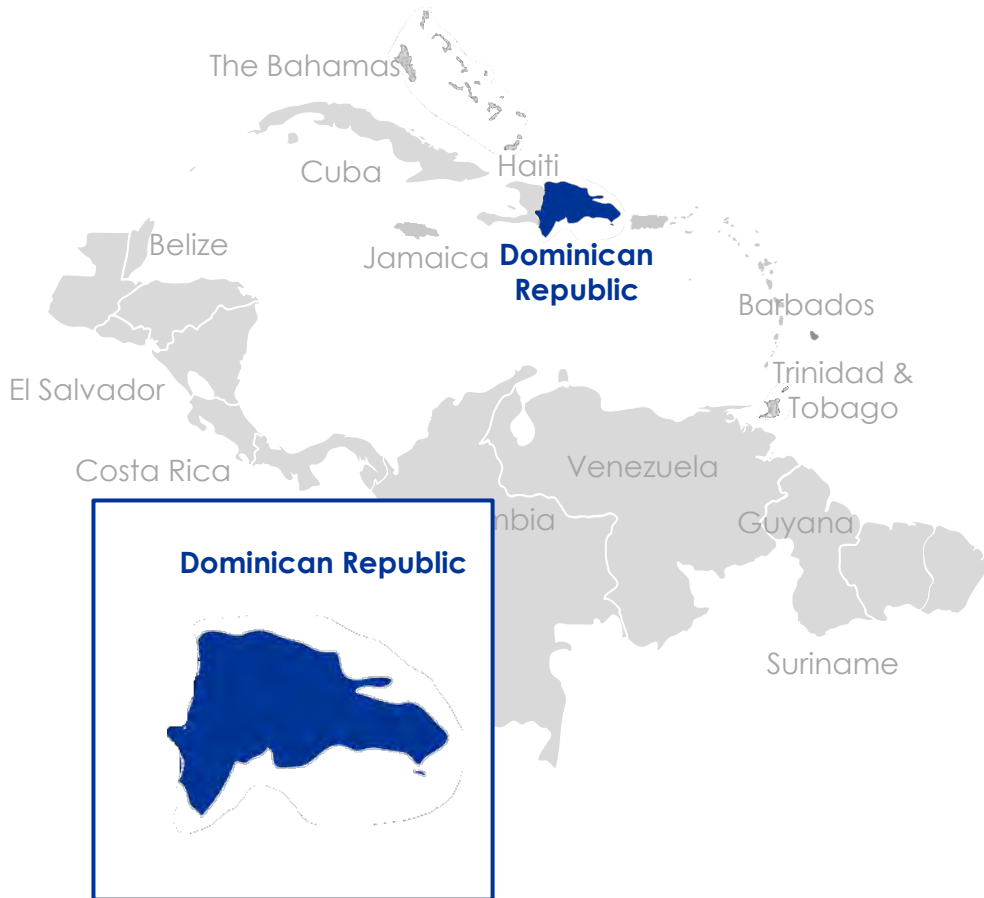 The Bahamas
Cuba
Haiti
Belize
Jamaica
Dominican
Republic
Barbados
El Salvador
Trinidad &
Tobago
Costa Rica
Venezuela
mbia
Guyana
Dominican Republic
Suriname